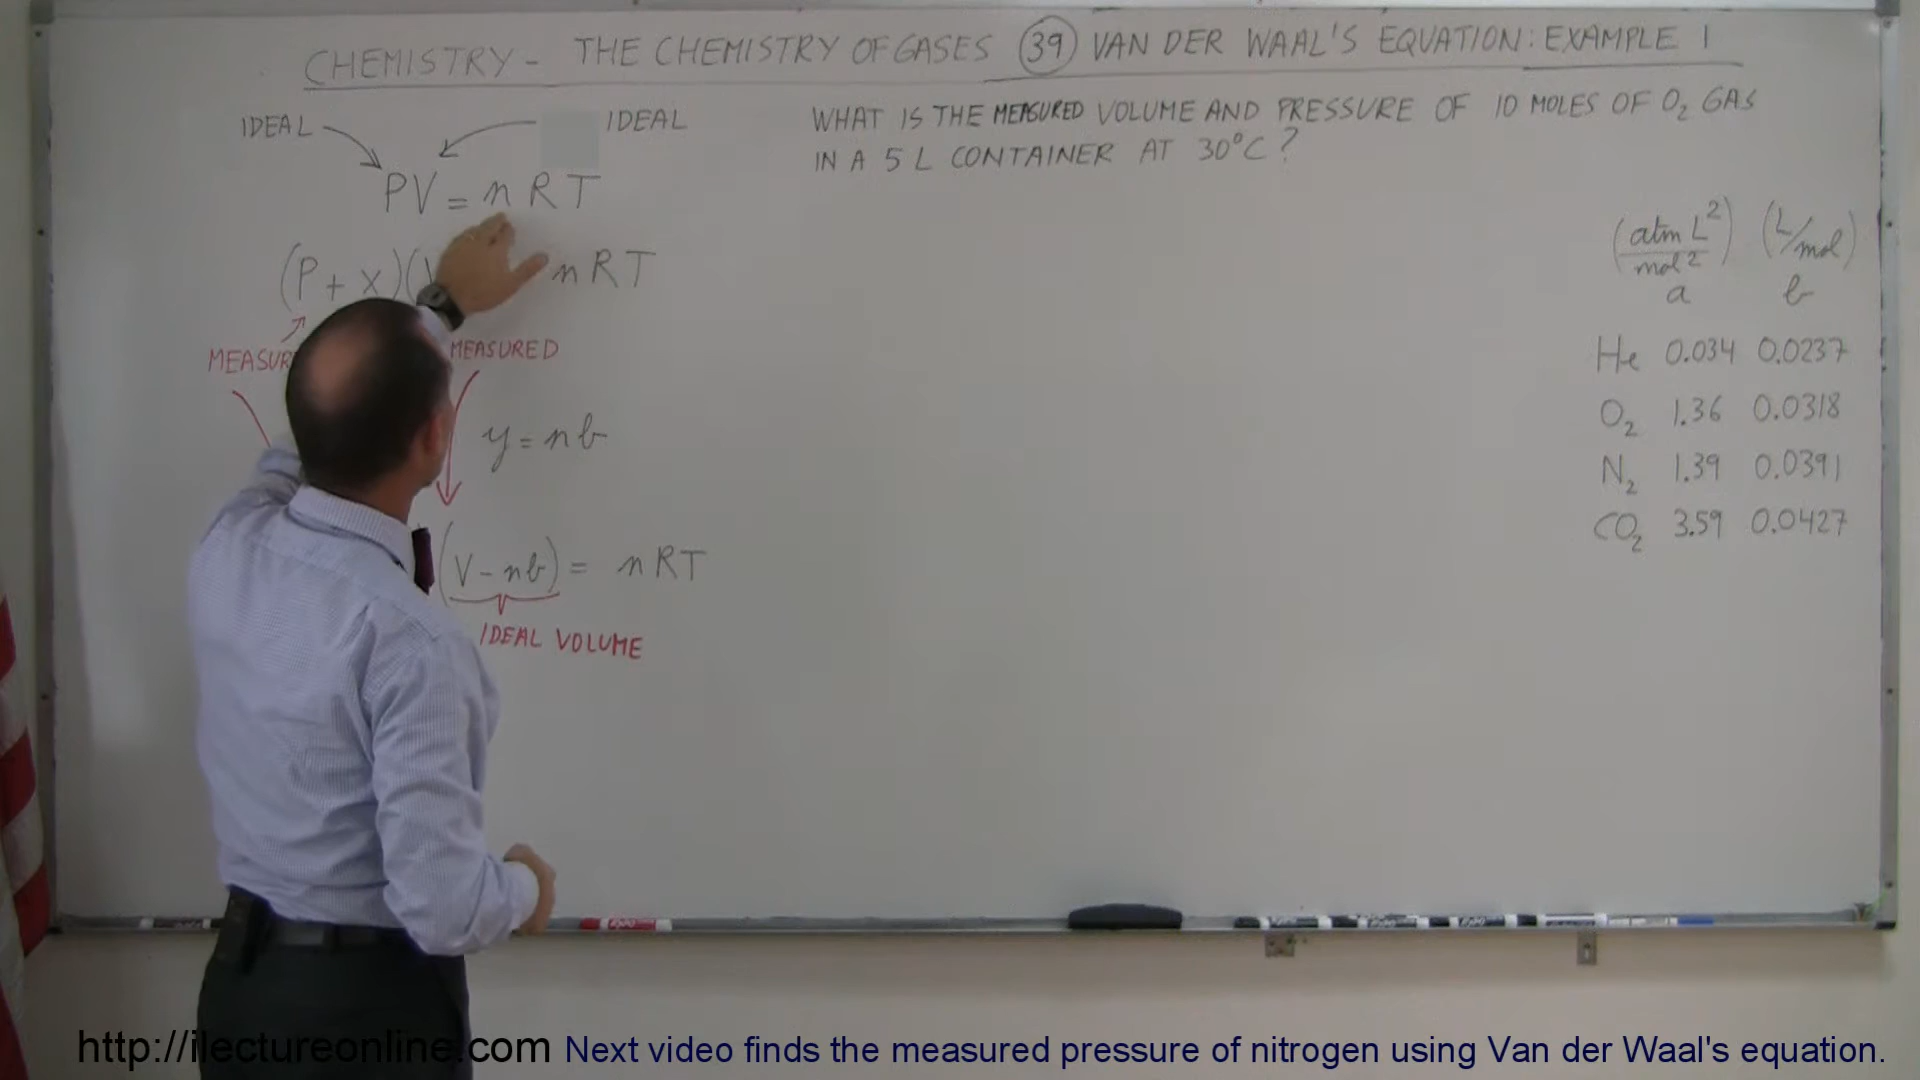 CHEMISTRY - THE CHEMISTRY OF GASES 39 VAN DER WAAL'S EQUATION: EXAMPLE 1
IDEAL IDEAL
PV = nRT
(P + x)(V nRT
MEASUR MEASURED
y = nb
(V - nb) = nRT
IDEAL VOLUME
WHAT IS THE MEASURED VOLUME AND PRESSURE OF 10 MOLES OF O₂ GAS
IN A 5 L CONTAINER AT 30°C?
(atm L²/mol²) (L/mol)
a b
He 0.034 0.0237
O₂ 1.36 0.0318
N₂ 1.39 0.0391
CO₂ 3.59 0.0427
http://ilectureonline.com Next video finds the measured pressure of nitrogen using Van der Waal's equation.